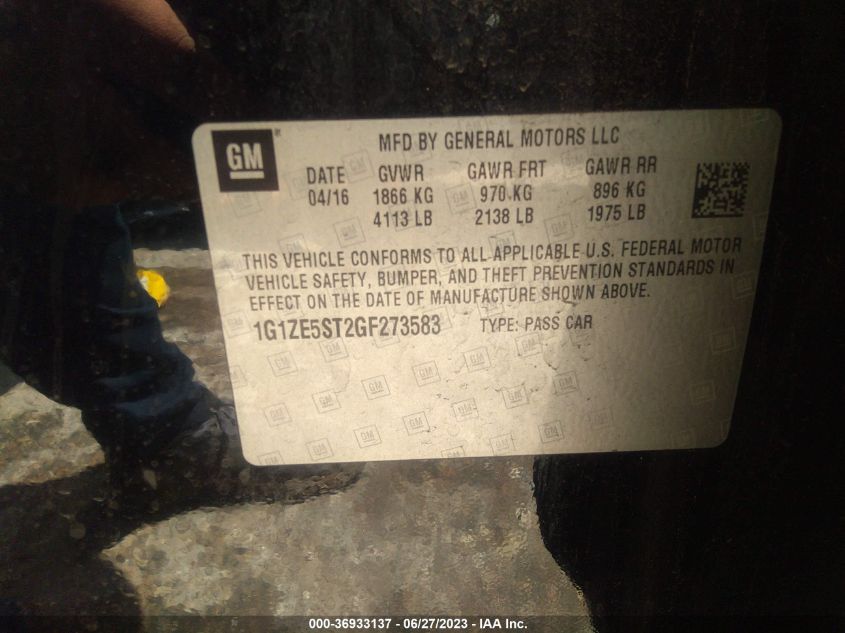 GM
MFD BY GENERAL MOTORS LLC
DATE GVWR GAWR FRT GAWR RR
04/16 1866 KG 970 KG 896 KG
4113 LB 2138 LB 1975 LB
THIS VEHICLE CONFORMS TO ALL APPLICABLE U.S. FEDERAL MOTOR
VEHICLE SAFETY, BUMPER, AND THEFT PREVENTION STANDARDS IN
EFFECT ON THE DATE OF MANUFACTURE SHOWN ABOVE.
1G1ZE5ST2GF273583 TYPE: PASS CAR
000-36933137 - 06/27/2023 - IAA Inc.